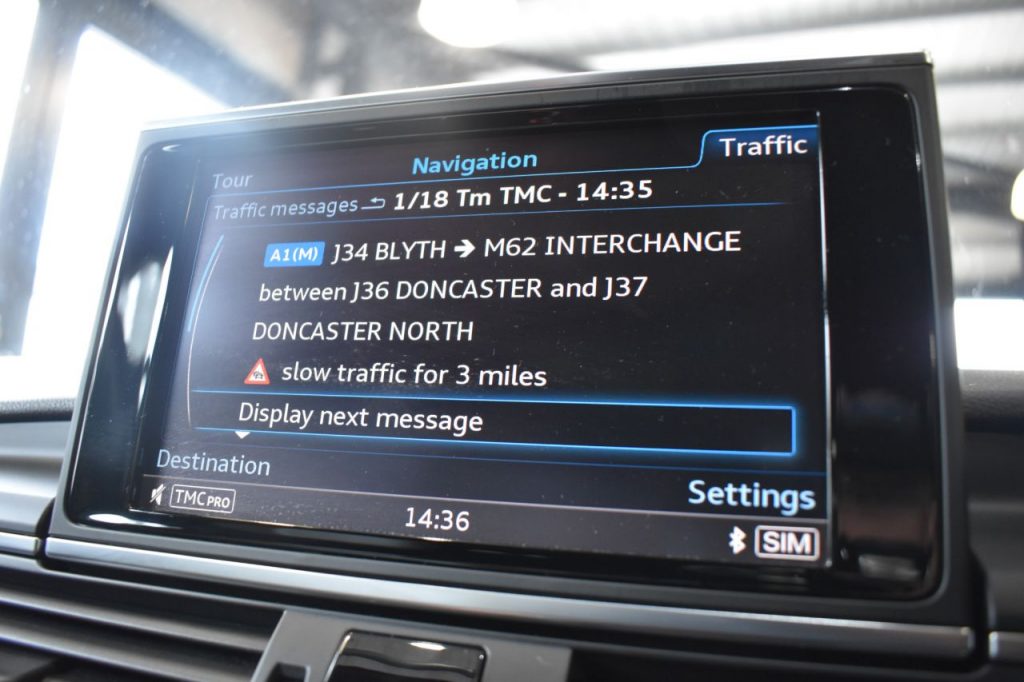 Navigation
Traffic
Tour
Traffic messages 1/18 Tm TMC - 14:35
A1(M) J34 BLYTH ➔ M62 INTERCHANGE
between J36 DONCASTER and J37
DONCASTER NORTH
slow traffic for 3 miles
Display next message
Destination
Settings
TMC PRO
14:36
SIM